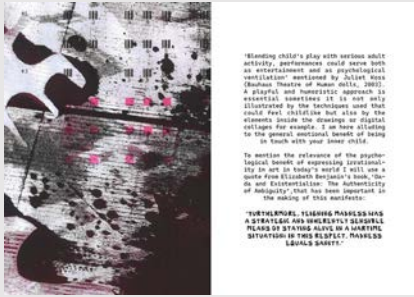 'Blending child's play with serious adult
activity, performances could serve both
as entertainment and as psychological
ventilation' mentioned by Juliet Koss
(Bauhaus Theatre of Human dolls, 2003).
A playful and humoristic approach is
essential sometimes it is not only
illustrated by the techniques used that
could feel childlike but also by the
elements inside the drawings or digital
collages for example. I am here alluding
to the general emotional benefit of being
in touch with your inner child.
To mention the relevance of the psycho-
logical benefit of expressing irrational-
ity in art in today's world I will use a
quote from Elizabeth Benjamin's book,'Da-
da and Existentialism: The Authenticity
of Ambiguity',that has been important in
the making of this manifesto:
"FURTHERMORE, FEIGNING MADNESS WAS
A STRATEGIC AND INHERENTLY SENSIBLE
MEANS OF STAYING ALIVE IN A WARTIME
SITUATION: IN THIS RESPECT, MADNESS
EQUALS SANITY."